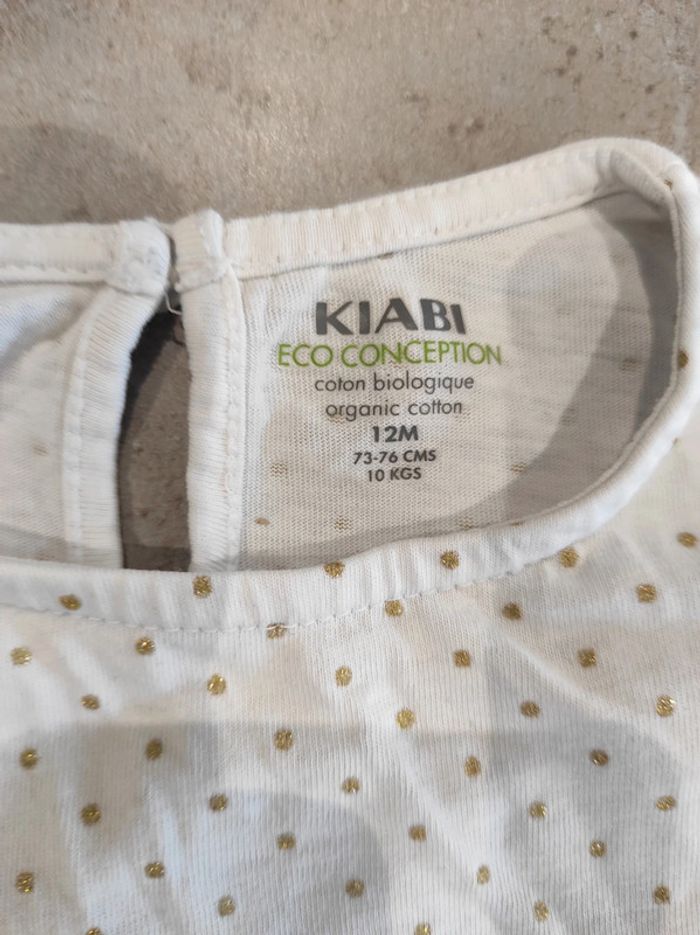 KIABI
ECO CONCEPTION
coton biologique
organic cotton
12M
73-76 CMS
10 KGS